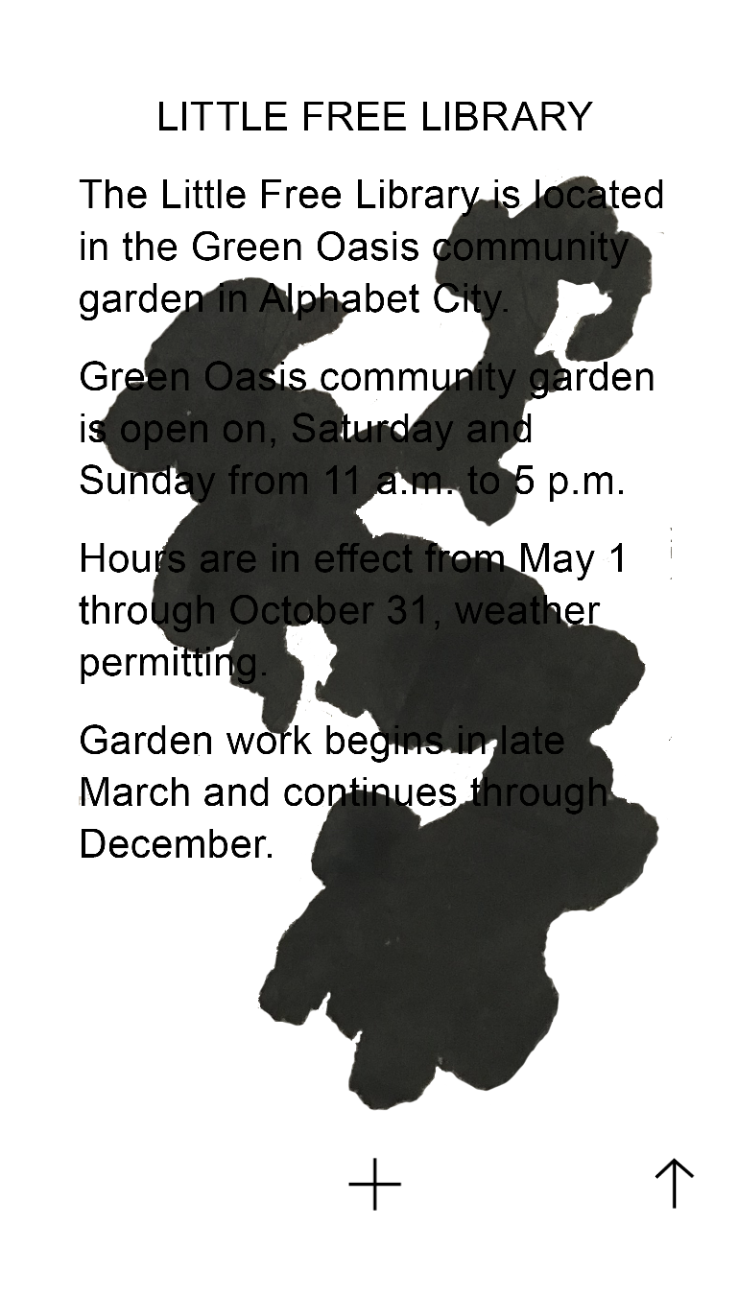 LITTLE FREE LIBRARY
The Little Free Library is located
in the Green Oasis community
garden in Alphabet City.
Green Oasis community garden
is open on, Saturday and
Sunday from 11 a.m. to 5 p.m.
Hours are in effect from May 1
through October 31, weather
permitting.
Garden work begins in late
March and continues through
December.